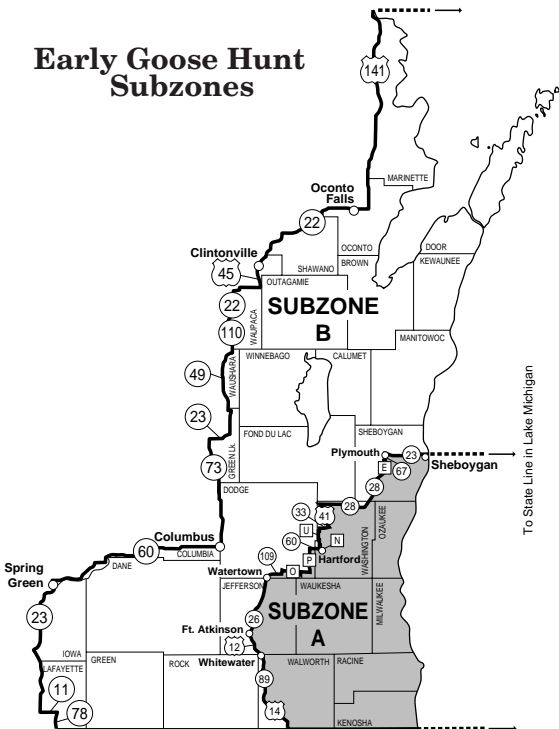 Early Goose Hunt
Subzones
141
MARINETTE
Oconto
Falls
22
OCONTO
DOOR
BROWN
KEWAUNEE
Clintonville
SHAWANO
45
OUTAGAMIE
22
SUBZONE
B
110
WAUPACA
MANITOWOC
WINNEBAGO
CALUMET
49
WAUSHARA
To State Line in Lake Michigan
23
FOND DU LAC
SHEBOYGAN
Plymouth
23
Sheboygan
E
67
73
GREEN Lk
28
DODGE
28
33
41
OZAUKEE
U
WASHINGTON
60
N
Columbus
Hartford
60
COLUMBIA
P
DANE
109
O
Spring
Green
Watertown
JEFFERSON
WAUKESHA
MILWAUKEE
23
SUBZONE
A
26
Ft. Atkinson
12
IOWA
Whitewater
LAFAYETTE
GREEN
ROCK
WALWORTH
RACINE
89
11
78
14
KENOSHA